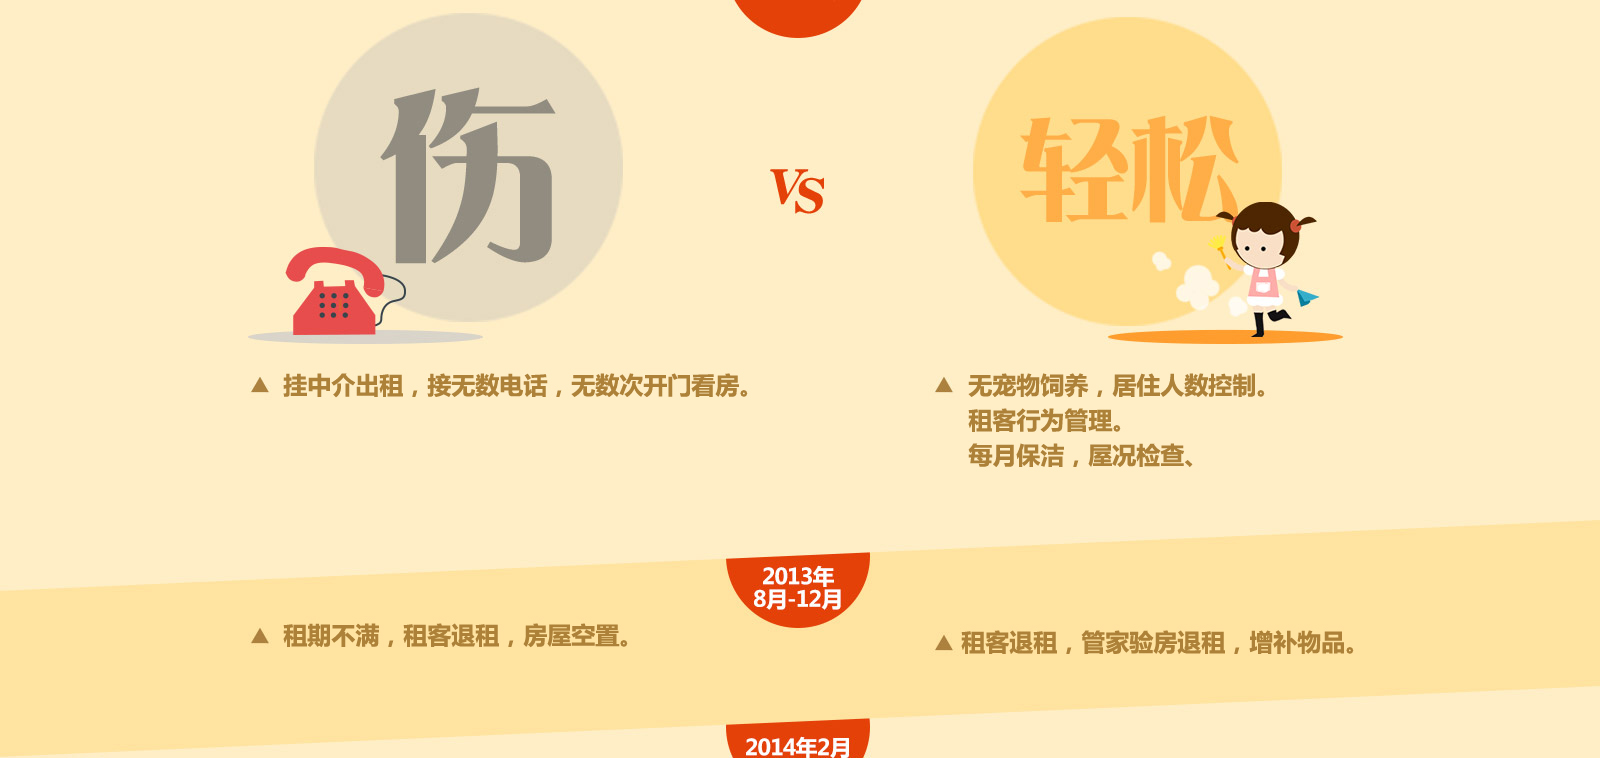 伤
VS
轻松
▲ 挂中介出租，接无数电话，无数次开门看房。
▲ 无宠物饲养，居住人数控制。
租客行为管理。
每月保洁，屋况检查、
2013年
8月-12月
▲ 租期不满，租客退租，房屋空置。
▲ 租客退租，管家验房退租，增补物品。
2014年2月